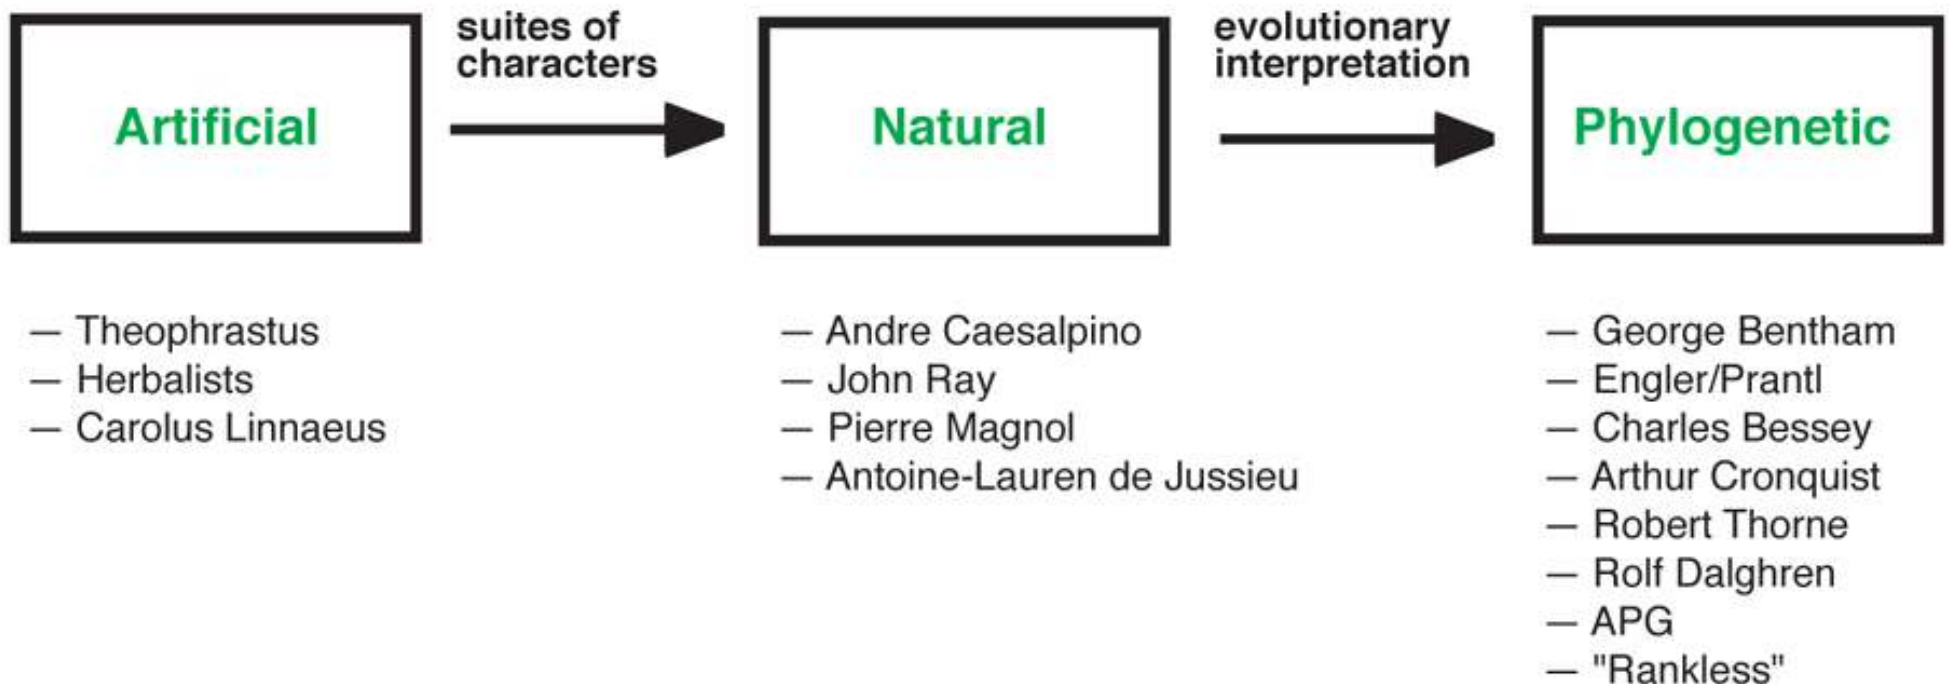 suites of
characters
evolutionary
interpretation
Artificial
Natural
Phylogenetic
— Theophrastus
— Herbalists
— Carolus Linnaeus
— Andre Caesalpino
— John Ray
— Pierre Magnol
— Antoine-Lauren de Jussieu
— George Bentham
— Engler/Prantl
— Charles Bessey
— Arthur Cronquist
— Robert Thorne
— Rolf Dalghren
— APG
— "Rankless"